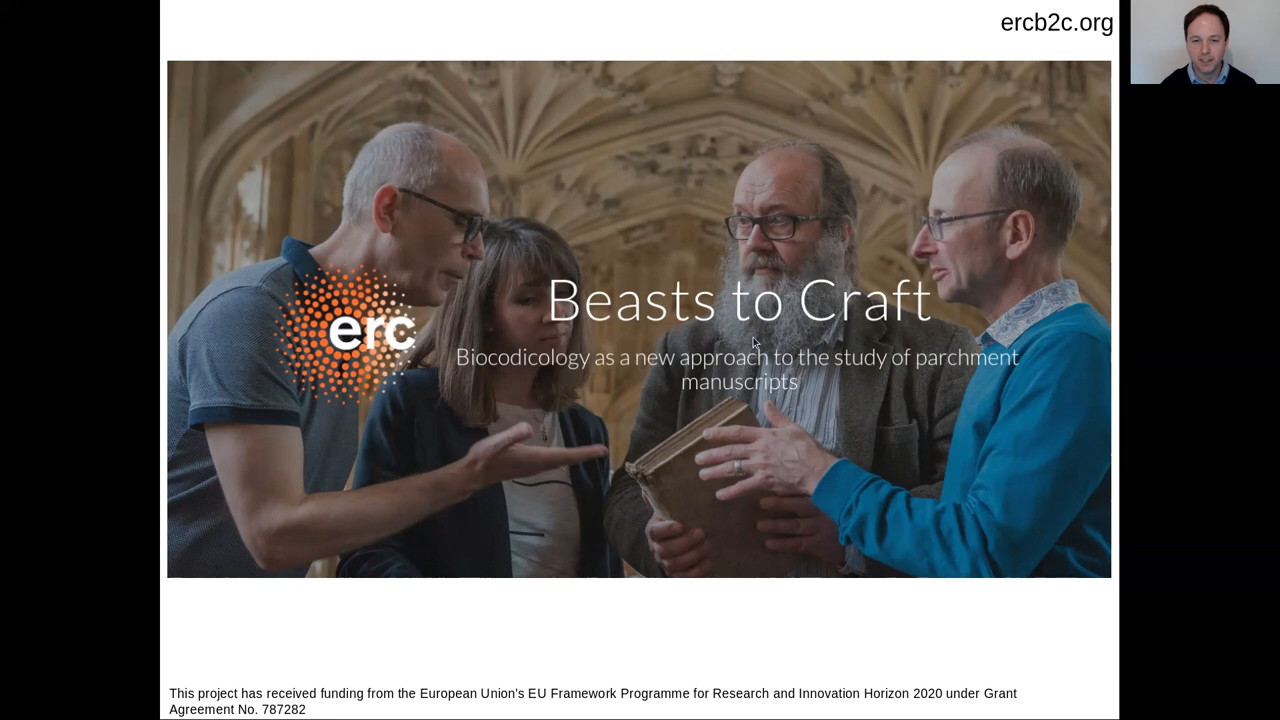 ercb2c.org
erc
Beasts to Craft
Biocodicology as a new approach to the study of parchment
manuscripts
This project has received funding from the European Union's EU Framework Programme for Research and Innovation Horizon 2020 under Grant
Agreement No. 787282